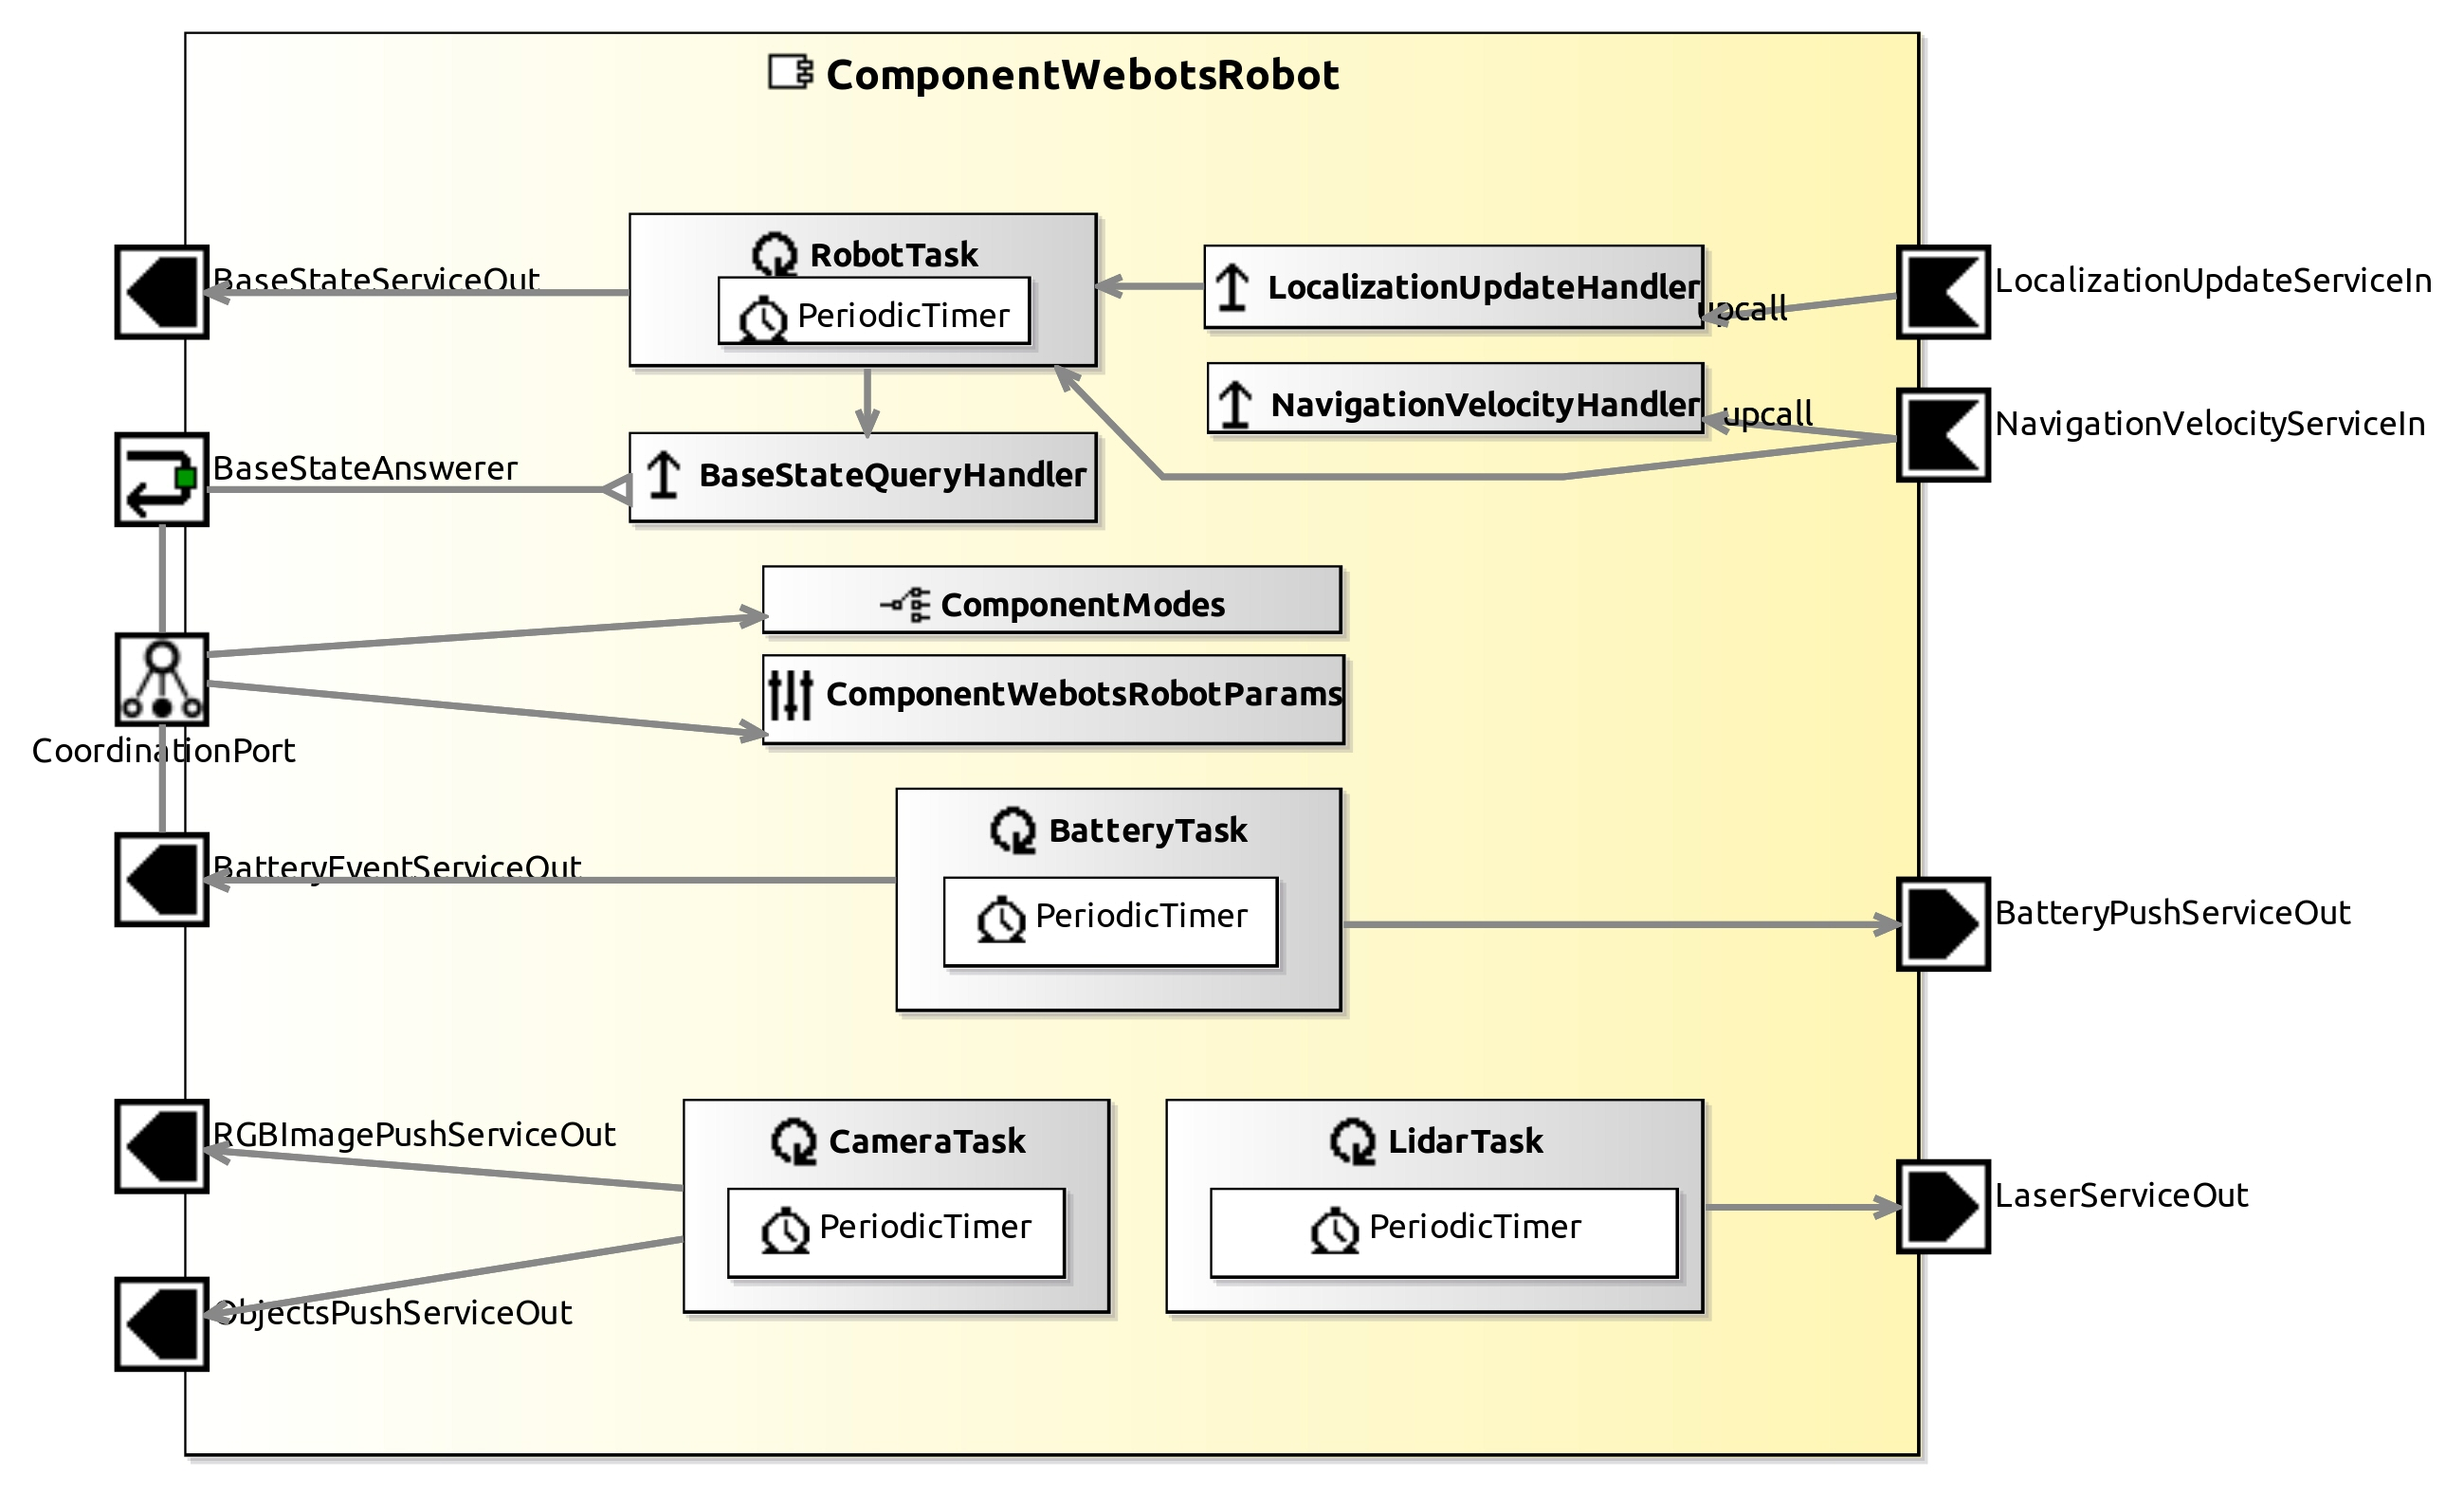 ComponentWebotsRobot
BaseStateServiceOut
RobotTask
PeriodicTimer
LocalizationUpdateHandler
upcall
LocalizationUpdateServiceIn
NavigationVelocityHandler
upcall
NavigationVelocityServiceIn
BaseStateAnswerer
BaseStateQueryHandler
ComponentModes
ComponentWebotsRobotParams
CoordinationPort
BatteryTask
BatteryEventServiceOut
PeriodicTimer
BatteryPushServiceOut
RGBImagePushServiceOut
CameraTask
LidarTask
LaserServiceOut
PeriodicTimer
PeriodicTimer
ObjectsPushServiceOut